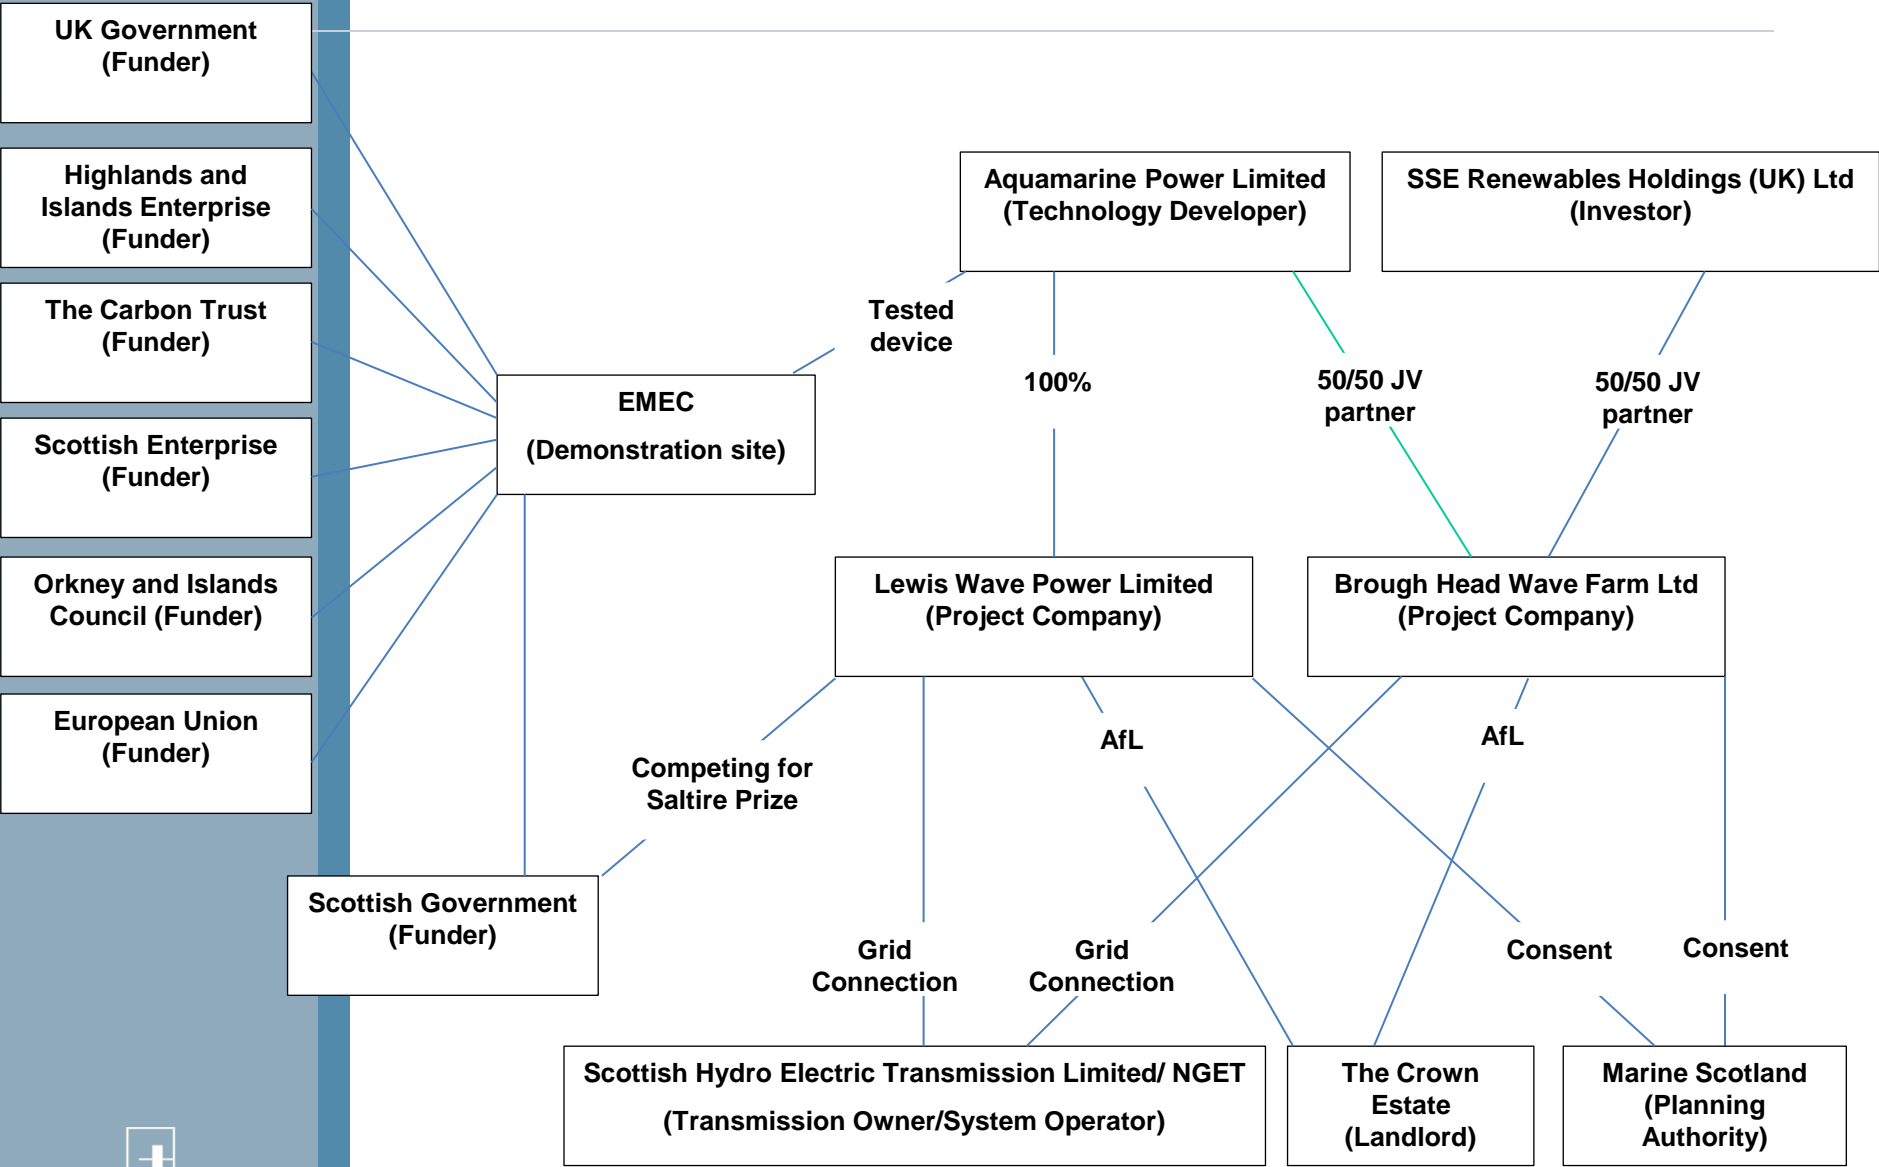 UK Government
(Funder)
Highlands and
Islands Enterprise
(Funder)
The Carbon Trust
(Funder)
Scottish Enterprise
(Funder)
Orkney and Islands
Council (Funder)
European Union
(Funder)
Aquamarine Power Limited
(Technology Developer)
SSE Renewables Holdings (UK) Ltd
(Investor)
Tested
device
100%
50/50 JV
partner
50/50 JV
partner
EMEC
(Demonstration site)
Lewis Wave Power Limited
(Project Company)
Brough Head Wave Farm Ltd
(Project Company)
Competing for
Saltire Prize
AfL
AfL
Scottish Government
(Funder)
Grid
Connection
Grid
Connection
Consent
Consent
Scottish Hydro Electric Transmission Limited/ NGET
(Transmission Owner/System Operator)
The Crown
Estate
(Landlord)
Marine Scotland
(Planning
Authority)